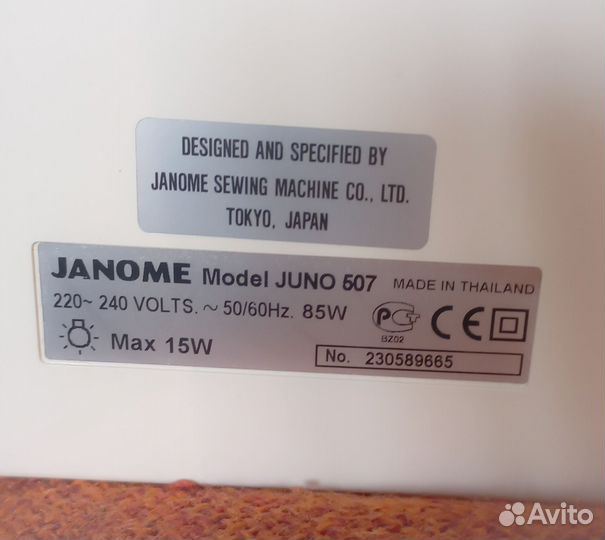 DESIGNED AND SPECIFIED BY
JANOME SEWING MACHINE CO., LTD.
TOKYO, JAPAN
JANOME Model JUNO 507 MADE IN THAILAND
220~ 240 VOLTS. ~ 50/60Hz. 85W
PCT CE
BZ02
Max 15W
No. 230589665
Avito